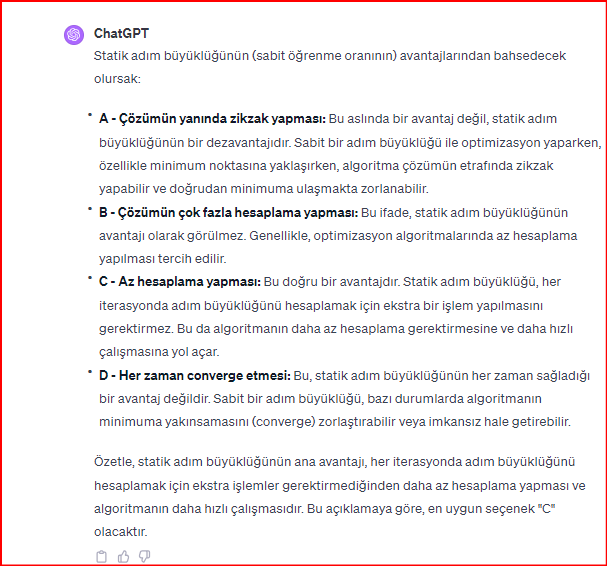 ChatGPT
Statik adım büyüklüğünün (sabit öğrenme oranının) avantajlarından bahsedecek
olursak:
• A - Çözümün yanında zikzak yapması: Bu aslında bir avantaj değil, statik adım
büyüklüğünün bir dezavantajıdır. Sabit bir adım büyüklüğü ile optimizasyon yaparken,
özellikle minimum noktasına yaklaşırken, algoritma çözümün etrafında zikzak
yapabilir ve doğrudan minimuma ulaşmakta zorlanabilir.
• B - Çözümün çok fazla hesaplama yapması: Bu ifade, statik adım büyüklüğünün
avantajı olarak görülmez. Genellikle, optimizasyon algoritmalarında az hesaplama
yapılması tercih edilir.
• C - Az hesaplama yapması: Bu doğru bir avantajdır. Statik adım büyüklüğü, her
iterasyonda adım büyüklüğünü hesaplamak için ekstra bir işlem yapılmasını
gerektirmez. Bu da algoritmanın daha az hesaplama gerektirmesine ve daha hızlı
çalışmasına yol açar.
• D - Her zaman converge etmesi: Bu, statik adım büyüklüğünün her zaman sağladığı
bir avantaj değildir. Sabit bir adım büyüklüğü, bazı durumlarda algoritmanın
minimuma yakınsamasını (converge) zorlaştırabilir veya imkansız hale getirebilir.
Özetle, statik adım büyüklüğünün ana avantajı, her iterasyonda adım büyüklüğünü
hesaplamak için ekstra işlemler gerektirmediğinden daha az hesaplama yapması ve
algoritmanın daha hızlı çalışmasıdır. Bu açıklamaya göre, en uygun seçenek "C"
olacaktır.